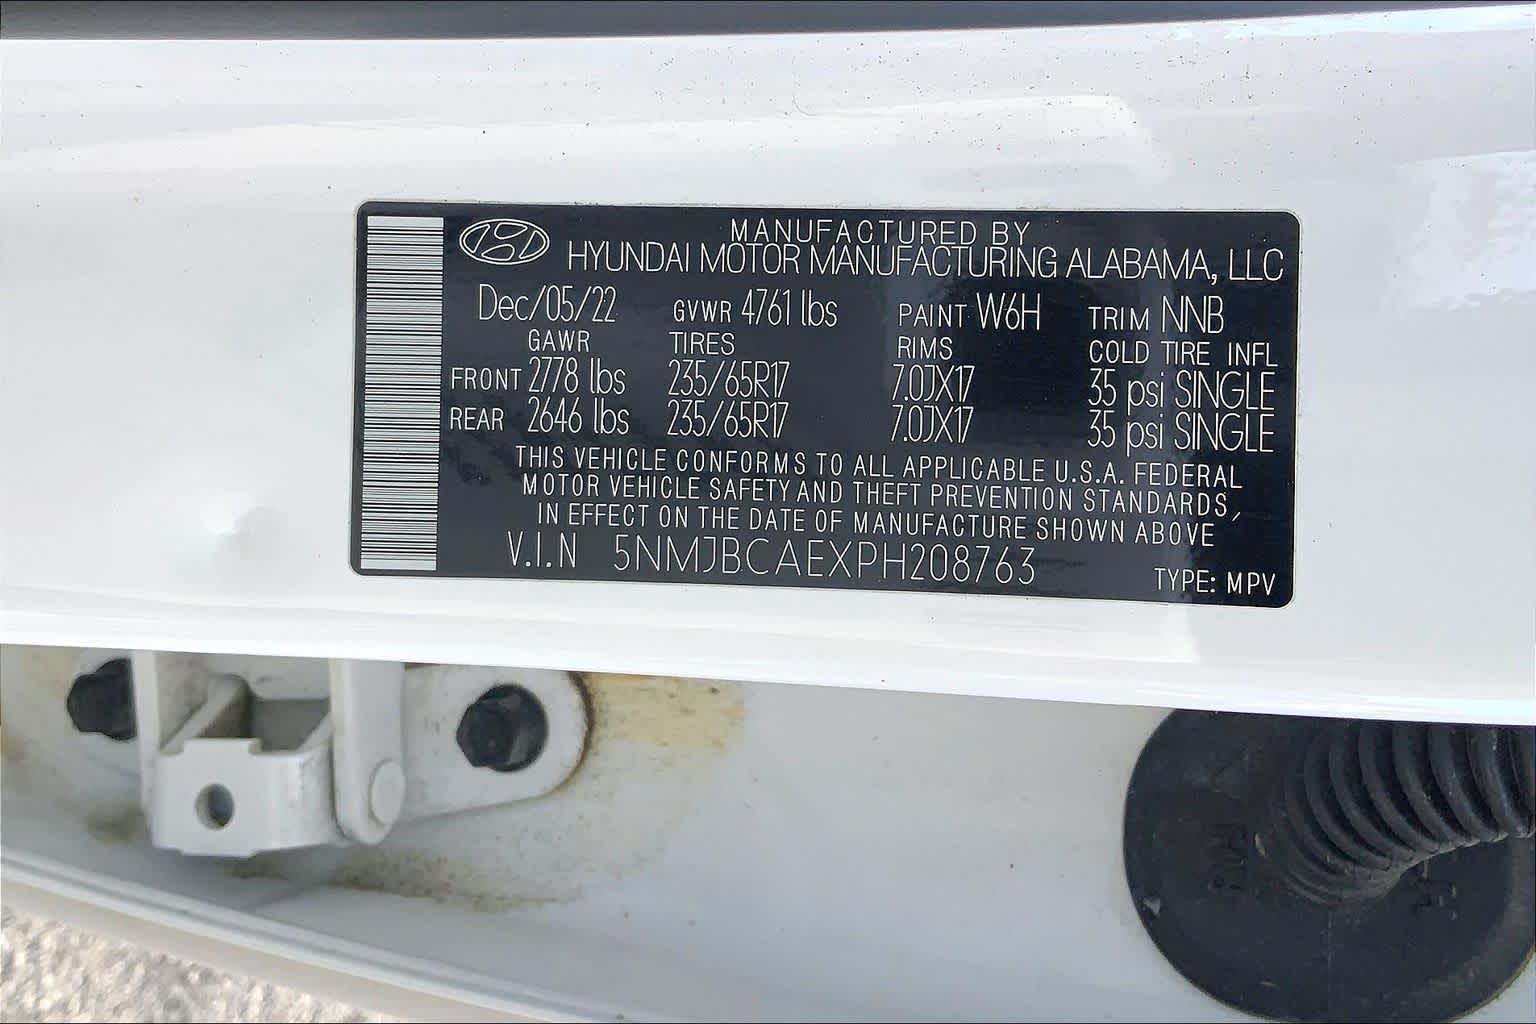 MANUFACTURED BY
HYUNDAI MOTOR MANUFACTURING ALABAMA, LLC
Dec/05/22 GVWR 4761 lbs PAINT W6H TRIM NNB
GAWR TIRES RIMS COLD TIRE INFL
FRONT 2778 lbs 235/65R17 7.0JX17 35 psi SINGLE
REAR 2646 lbs 235/65R17 7.0JX17 35 psi SINGLE
THIS VEHICLE CONFORMS TO ALL APPLICABLE U.S.A. FEDERAL
MOTOR VEHICLE SAFETY AND THEFT PREVENTION STANDARDS,
IN EFFECT ON THE DATE OF MANUFACTURE SHOWN ABOVE
V.I.N 5NMJBCAEXPH208763
TYPE: MPV